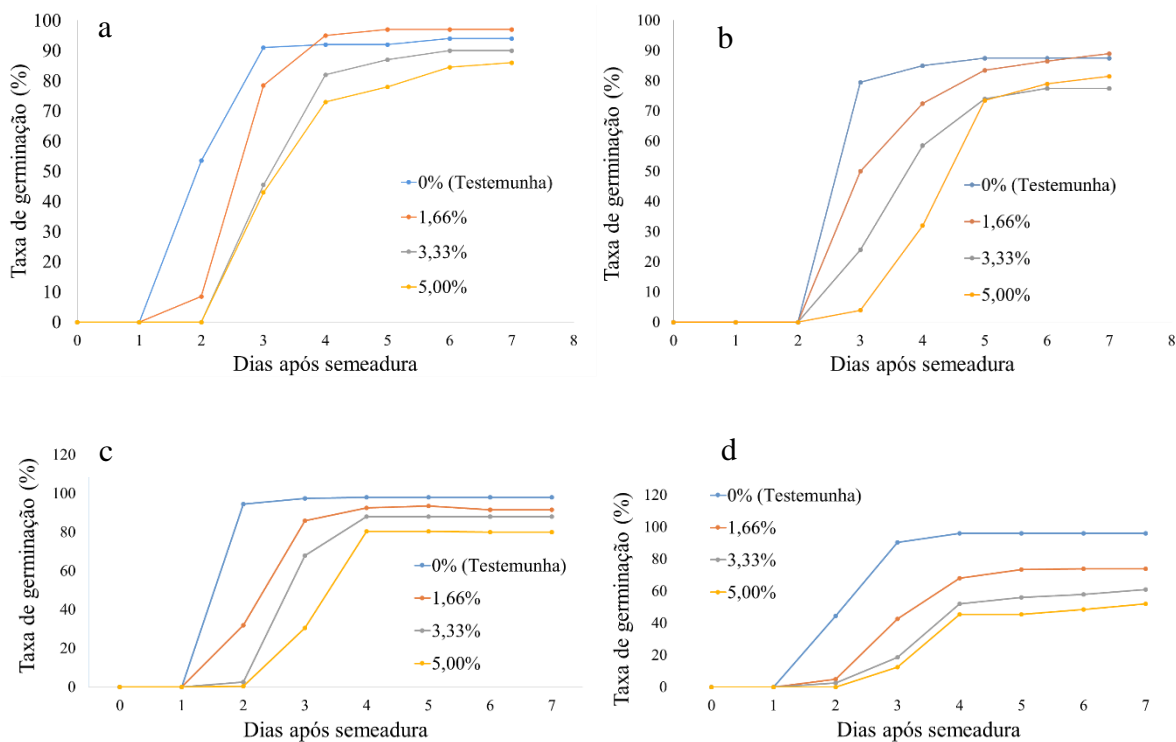 a
Taxa de germinação (%)
100
90
80
70
60
50
40
30
20
10
0
0% (Testemunha)
1,66%
3,33%
5,00%
0 1 2 3 4 5 6 7 8
Dias após semeadura
b
Taxa de germinação (%)
100
90
80
70
60
50
40
30
20
10
0
0% (Testemunha)
1,66%
3,33%
5,00%
0 1 2 3 4 5 6 7 8
Dias após semeadura
c
Taxa de germinação (%)
120
100
80
60
40
20
0
0% (Testemunha)
1,66%
3,33%
5,00%
0 1 2 3 4 5 6 7
Dias após semeadura
d
Taxa de germinação (%)
120
100
80
60
40
20
0
0% (Testemunha)
1,66%
3,33%
5,00%
0 1 2 3 4 5 6 7
Dias após semeadura